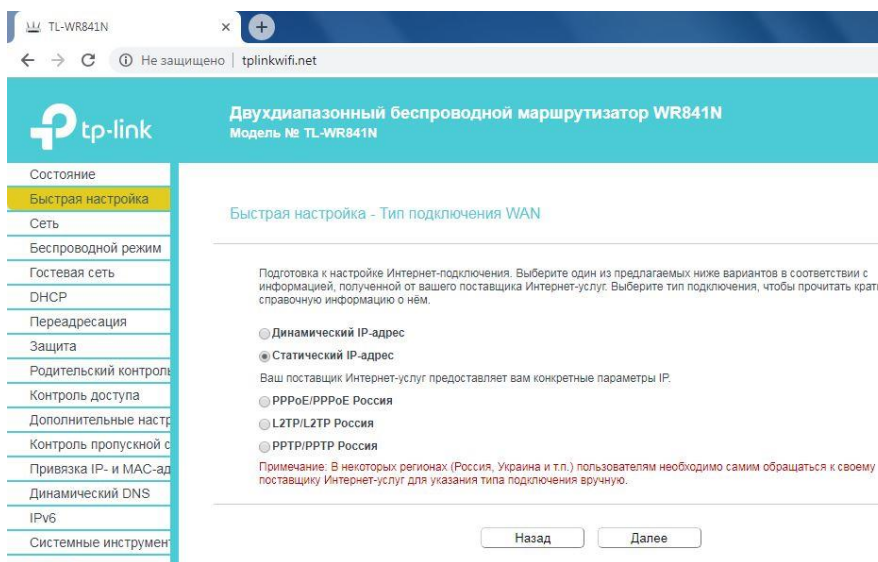 TL-WR841N
Не защищено | tplinkwifi.net
tp-link
Двухдиапазонный беспроводной маршрутизатор WR841N
Модель № TL-WR841N
Состояние
Быстрая настройка
Сеть
Беспроводной режим
Гостевая сеть
DHCP
Переадресация
Защита
Родительский контроль
Контроль доступа
Дополнительные настр
Контроль пропускной с
Привязка IP- и MAC-ад
Динамический DNS
IPv6
Системные инструмен
Быстрая настройка - Тип подключения WAN
Подготовка к настройке Интернет-подключения. Выберите один из предлагаемых ниже вариантов в соответствии с
информацией, полученной от вашего поставщика Интернет-услуг. Выберите тип подключения, чтобы прочитать крат
справочную информацию о нём.
Динамический IP-адрес
Статический IP-адрес
Ваш поставщик Интернет-услуг предоставляет вам конкретные параметры IP.
PPPoE/PPPoE Россия
L2TP/L2TP Россия
PPTP/PPTP Россия
Примечание: В некоторых регионах (Россия, Украина и т.п.) пользователям необходимо самим обращаться к своему
поставщику Интернет-услуг для указания типа подключения вручную.
Назад
Далее